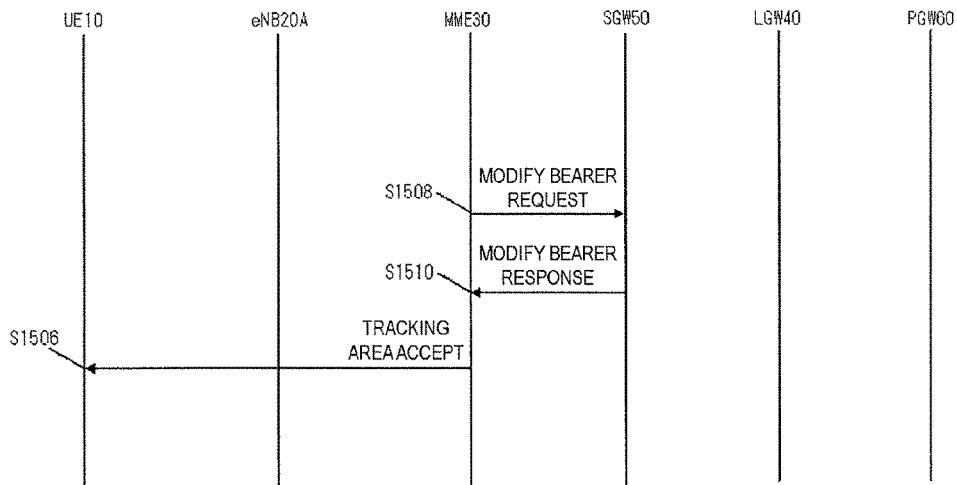 UE10 eNB20A MME30 SGW50 LGW40 PGW60
S1508
MODIFY BEARER
REQUEST
S1510
MODIFY BEARER
RESPONSE
S1506
TRACKING
AREA ACCEPT